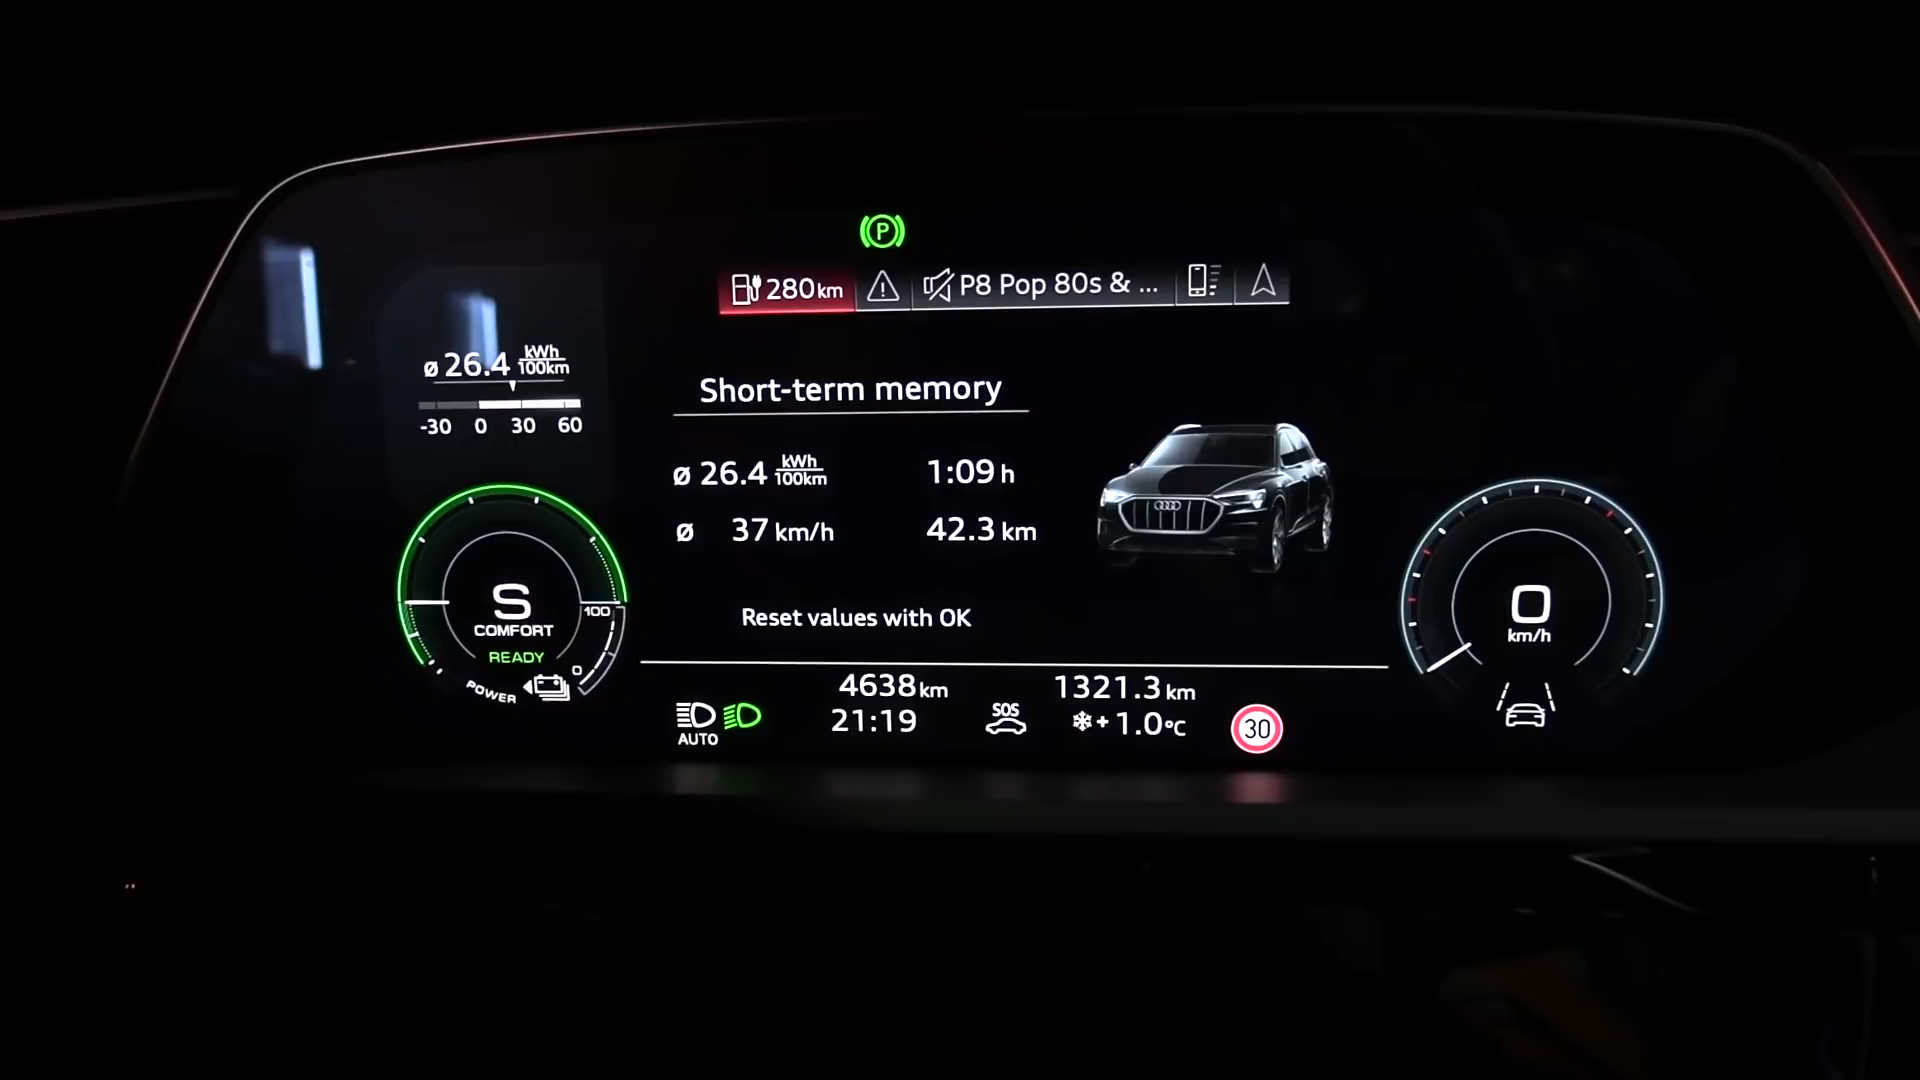 P
280km
P8 Pop 80s & ...
ø 26.4 kWh/100km
-30 0 30 60
Short-term memory
ø 26.4 kWh/100km 1:09 h
ø 37 km/h 42.3 km
Reset values with OK
S
COMFORT
READY
POWER
100
0
0
km/h
4638 km
1321.3 km
AUTO
21:19
SOS
+ 1.0°C
30